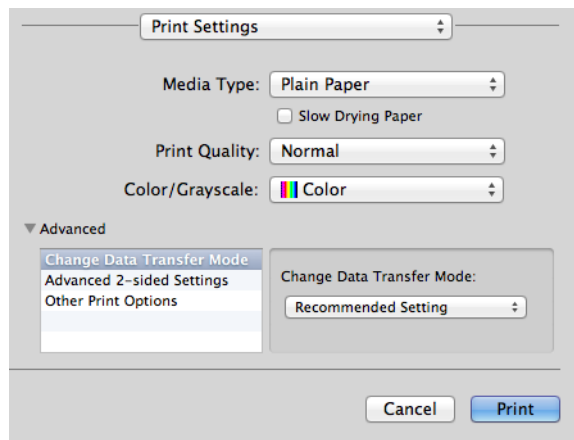 Print Settings
Media Type: Plain Paper
Slow Drying Paper
Print Quality: Normal
Color/Grayscale: Color
Advanced
Change Data Transfer Mode
Advanced 2-sided Settings
Other Print Options
Change Data Transfer Mode:
Recommended Setting
Cancel Print